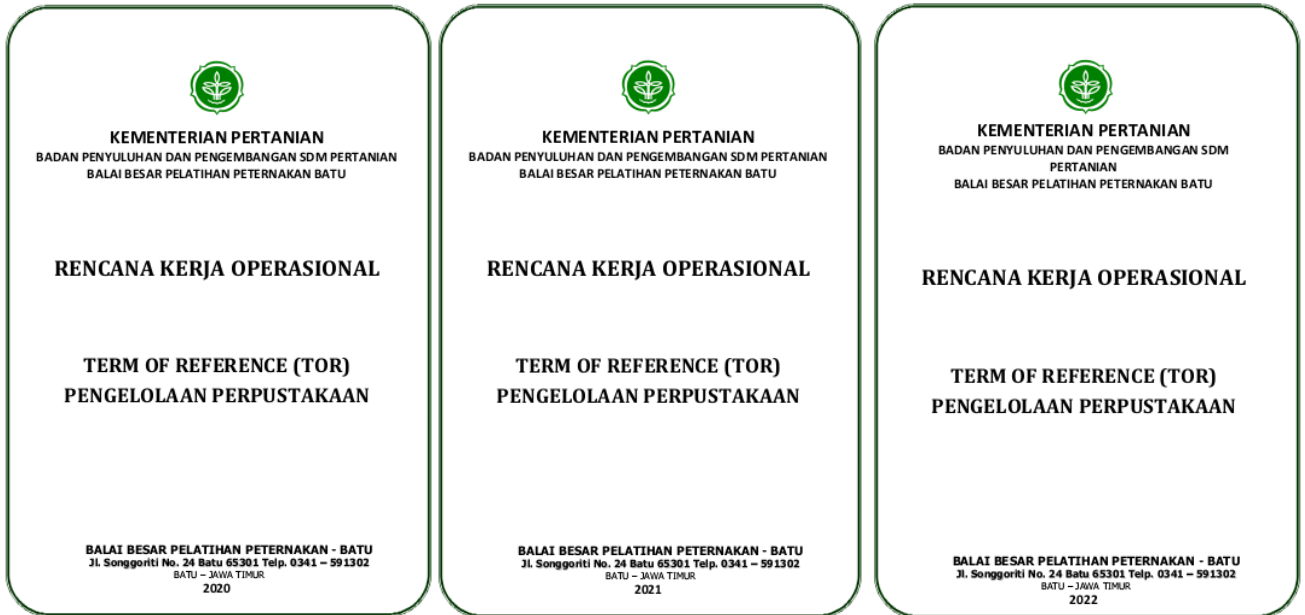 KEMENTERIAN PERTANIAN
BADAN PENYULUHAN DAN PENGEMBANGAN SDM PERTANIAN
BALAI BESAR PELATIHAN PETERNAKAN BATU
RENCANA KERJA OPERASIONAL
TERM OF REFERENCE (TOR)
PENGELOLAAN PERPUSTAKAAN
BALAI BESAR PELATIHAN PETERNAKAN - BATU
Jl. Songgoriti No. 24 Batu 65301 Telp. 0341 – 591302
BATU – JAWA TIMUR
2020
KEMENTERIAN PERTANIAN
BADAN PENYULUHAN DAN PENGEMBANGAN SDM PERTANIAN
BALAI BESAR PELATIHAN PETERNAKAN BATU
RENCANA KERJA OPERASIONAL
TERM OF REFERENCE (TOR)
PENGELOLAAN PERPUSTAKAAN
BALAI BESAR PELATIHAN PETERNAKAN - BATU
Jl. Songgoriti No. 24 Batu 65301 Telp. 0341 – 591302
BATU – JAWA TIMUR
2021
KEMENTERIAN PERTANIAN
BADAN PENYULUHAN DAN PENGEMBANGAN SDM
PERTANIAN
BALAI BESAR PELATIHAN PETERNAKAN BATU
RENCANA KERJA OPERASIONAL
TERM OF REFERENCE (TOR)
PENGELOLAAN PERPUSTAKAAN
BALAI BESAR PELATIHAN PETERNAKAN - BATU
Jl. Songgoriti No. 24 Batu 65301 Telp. 0341 – 591302
BATU – JAWA TIMUR
2022